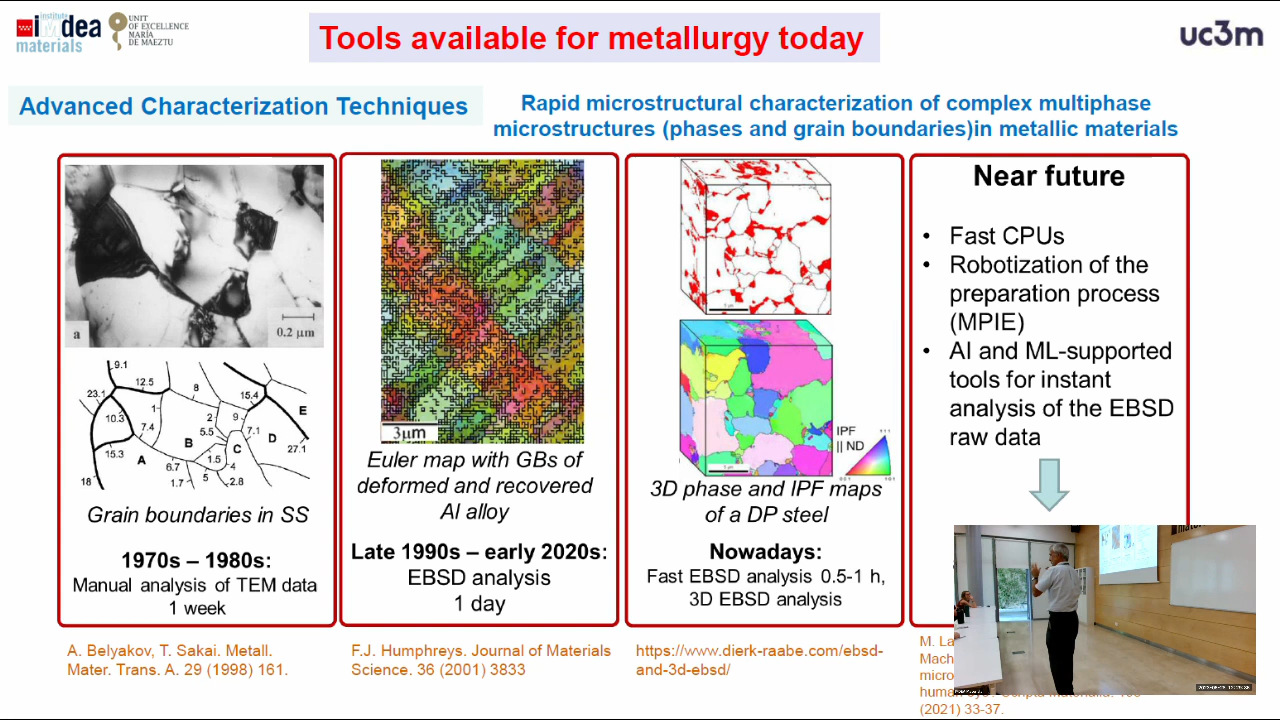 institute
imdea
materials
UNIT
OF EXCELLENCE
MARÍA
DE MAEZTU
Tools available for metallurgy today
uc3m
Advanced Characterization Techniques
Rapid microstructural characterization of complex multiphase
microstructures (phases and grain boundaries)in metallic materials
a
0.2 µm
9.1
23.1
12.5
8
15.4
E
10.3
1
2
9
7.4
5.5
7.1
D
B
C
27.1
15.3
A
6.7
1.5
4
18
1.7
5
2.8
Grain boundaries in SS
1970s – 1980s:
Manual analysis of TEM data
1 week
3µm
Euler map with GBs of
deformed and recovered
Al alloy
Late 1990s – early 2020s:
EBSD analysis
1 day
IPF
|| ND
111
001
101
3D phase and IPF maps
of a DP steel
Nowadays:
Fast EBSD analysis 0.5-1 h,
3D EBSD analysis
Near future
• Fast CPUs
• Robotization of the
preparation process
(MPIE)
• AI and ML-supported
tools for instant
analysis of the EBSD
raw data
A. Belyakov, T. Sakai. Metall.
Mater. Trans. A. 29 (1998) 161.
F.J. Humphreys. Journal of Materials
Science. 36 (2001) 3833
https://www.dierk-raabe.com/ebsd-
and-3d-ebsd/
M. La
Mach
micro
(2021) 33-37.